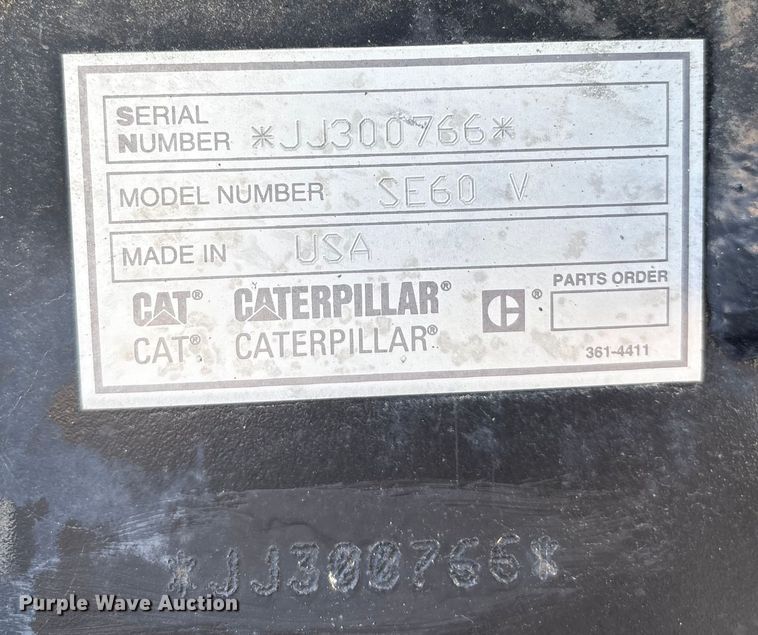 SERIAL
NUMBER *JJ300766*
MODEL NUMBER SE60 V
MADE IN USA
CAT® CATERPILLAR® ® PARTS ORDER
CAT® CATERPILLAR® 361-4411
*JJ300766*
Purple Wave Auction